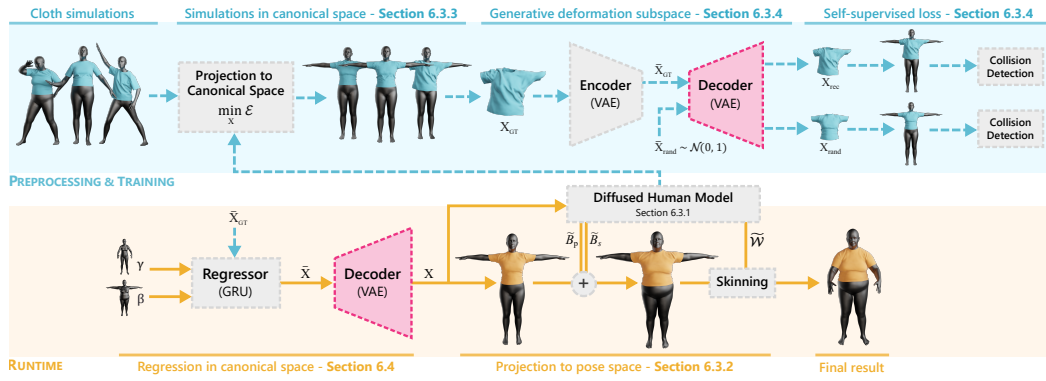 Cloth simulations
Simulations in canonical space - Section 6.3.3
Generative deformation subspace - Section 6.3.4
Self-supervised loss - Section 6.3.4
Projection to
Canonical Space
min ℰ
X
X_GT
Encoder
(VAE)
X̄_GT
X̄_rand ~ 𝒩(0, 1)
Decoder
(VAE)
X_rec
X_rand
Collision
Detection
Collision
Detection
PREPROCESSING & TRAINING
Diffused Human Model
Section 6.3.1
X̄_GT
γ
β
Regressor
(GRU)
X̄
Decoder
(VAE)
X
B̃_p
B̃_s
+
𝒲̃
Skinning
RUNTIME
Regression in canonical space - Section 6.4
Projection to pose space - Section 6.3.2
Final result